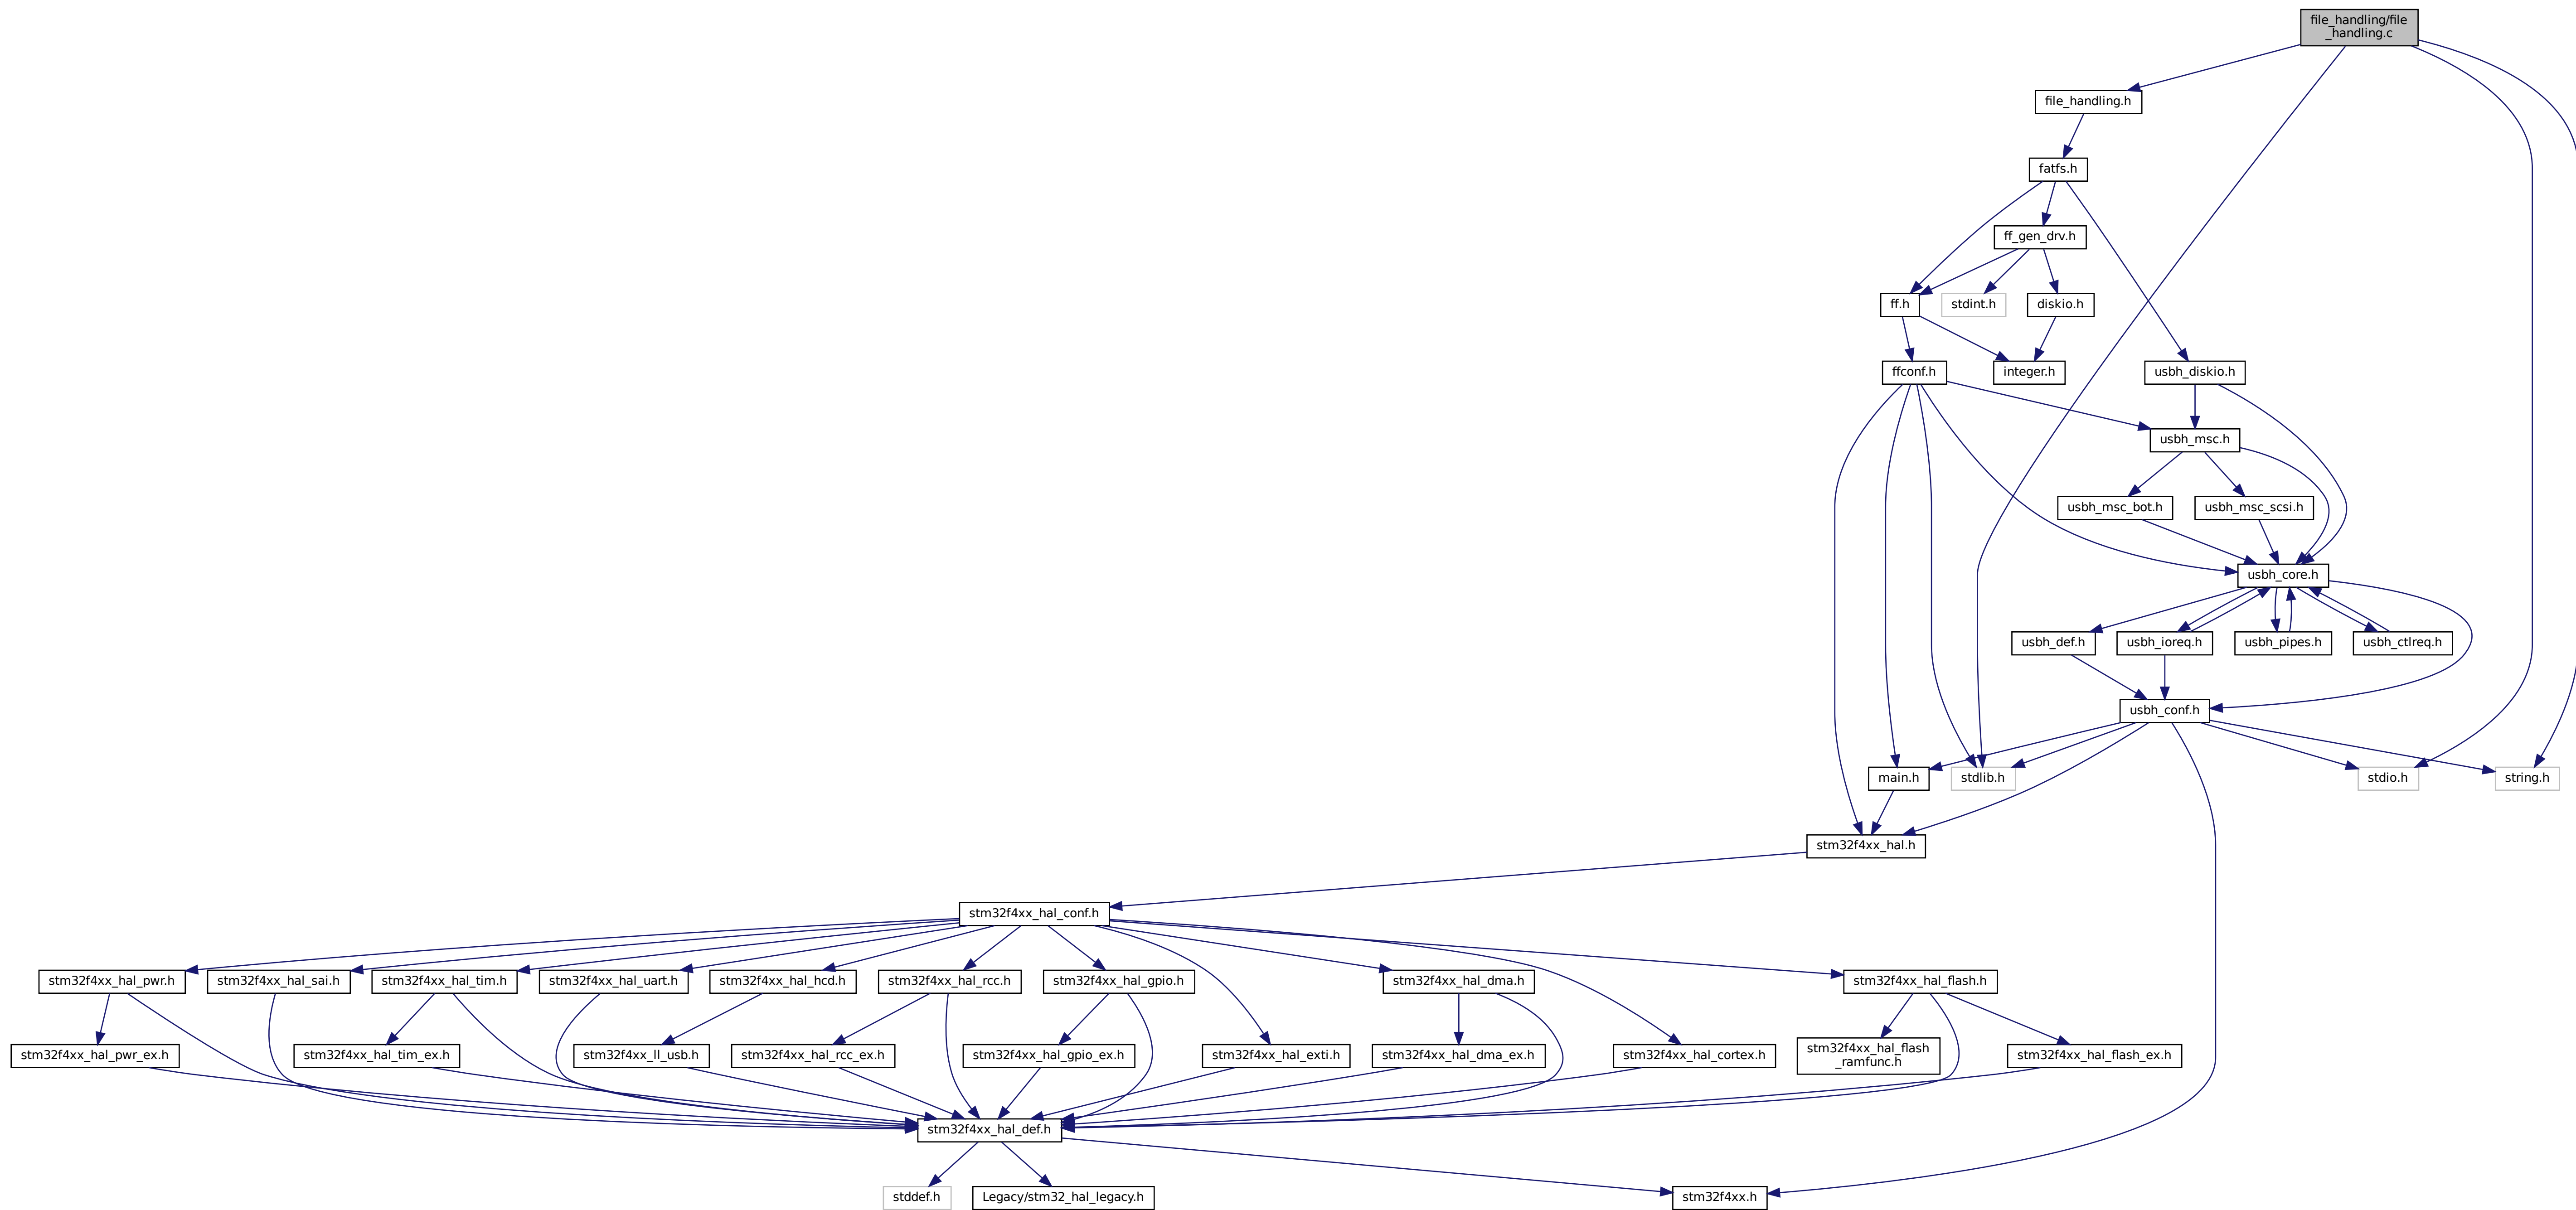 file_handling/file
_handling.c
file_handling.h
fatfs.h
ff_gen_drv.h
ff.h
stdint.h
diskio.h
ffconf.h
integer.h
usbh_diskio.h
usbh_msc.h
usbh_msc_bot.h
usbh_msc_scsi.h
usbh_core.h
usbh_def.h
usbh_ioreq.h
usbh_pipes.h
usbh_ctlreq.h
usbh_conf.h
main.h
stdlib.h
stdio.h
string.h
stm32f4xx_hal.h
stm32f4xx_hal_conf.h
stm32f4xx_hal_pwr.h
stm32f4xx_hal_sai.h
stm32f4xx_hal_tim.h
stm32f4xx_hal_uart.h
stm32f4xx_hal_hcd.h
stm32f4xx_hal_rcc.h
stm32f4xx_hal_gpio.h
stm32f4xx_hal_dma.h
stm32f4xx_hal_flash.h
stm32f4xx_hal_pwr_ex.h
stm32f4xx_hal_tim_ex.h
stm32f4xx_ll_usb.h
stm32f4xx_hal_rcc_ex.h
stm32f4xx_hal_gpio_ex.h
stm32f4xx_hal_exti.h
stm32f4xx_hal_dma_ex.h
stm32f4xx_hal_cortex.h
stm32f4xx_hal_flash
_ramfunc.h
stm32f4xx_hal_flash_ex.h
stm32f4xx_hal_def.h
stddef.h
Legacy/stm32_hal_legacy.h
stm32f4xx.h